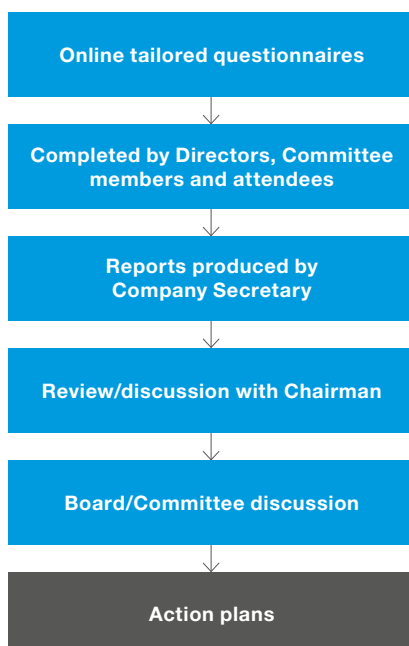 Online tailored questionnaires
Completed by Directors, Committee
members and attendees
Reports produced by
Company Secretary
Review/discussion with Chairman
Board/Committee discussion
Action plans